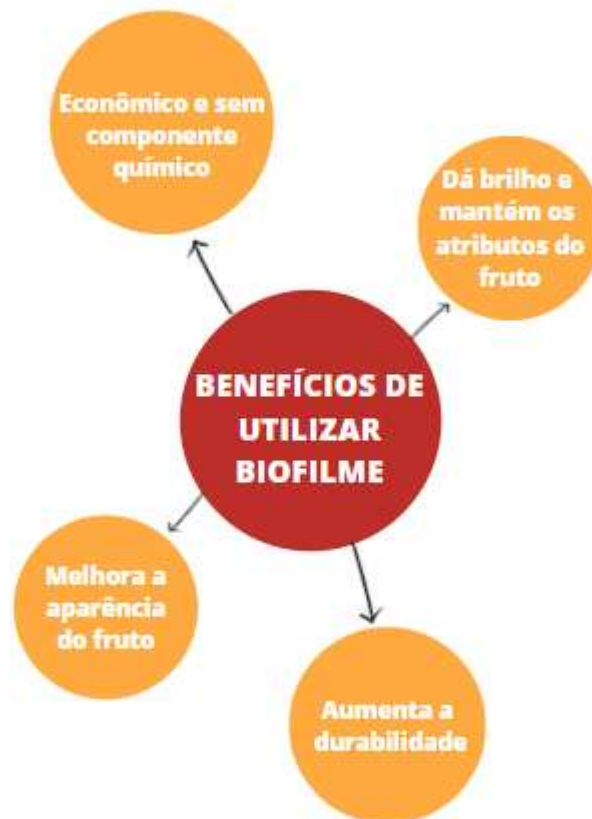 Econômico e sem
componente
químico
Dá brilho e
mantém os
atributos do
fruto
BENEFÍCIOS DE
UTILIZAR
BIOFILME
Melhora a
aparência
do fruto
Aumenta a
durabilidade